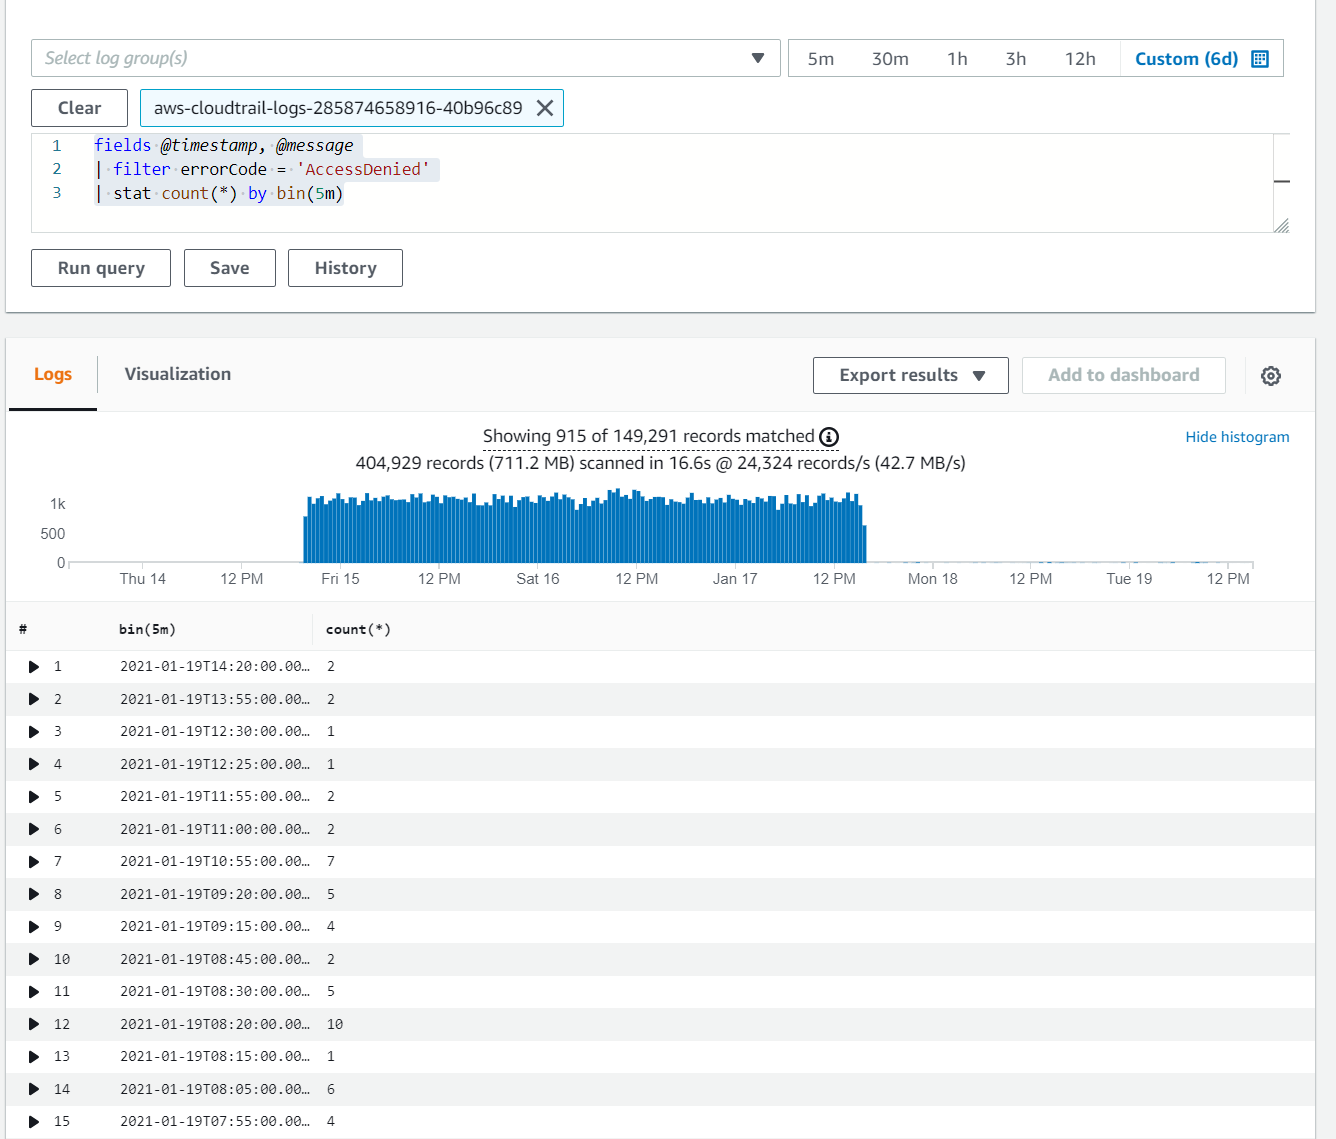 Select log group(s)
5m 30m 1h 3h 12h Custom (6d)
Clear aws-cloudtrail-logs-285874658916-40b96c89
1 fields @timestamp, @message
2 | filter errorCode = 'AccessDenied'
3 | stat count(*) by bin(5m)
Run query Save History
Logs Visualization Export results Add to dashboard
Showing 915 of 149,291 records matched
Hide histogram
404,929 records (711.2 MB) scanned in 16.6s @ 24,324 records/s (42.7 MB/s)
1k
500
0
Thu 14 12 PM Fri 15 12 PM Sat 16 12 PM Jan 17 12 PM Mon 18 12 PM Tue 19 12 PM
# bin(5m) count(*)
1 2021-01-19T14:20:00.00… 2
2 2021-01-19T13:55:00.00… 2
3 2021-01-19T12:30:00.00… 1
4 2021-01-19T12:25:00.00… 1
5 2021-01-19T11:55:00.00… 2
6 2021-01-19T11:00:00.00… 2
7 2021-01-19T10:55:00.00… 7
8 2021-01-19T09:20:00.00… 5
9 2021-01-19T09:15:00.00… 4
10 2021-01-19T08:45:00.00… 2
11 2021-01-19T08:30:00.00… 5
12 2021-01-19T08:20:00.00… 10
13 2021-01-19T08:15:00.00… 1
14 2021-01-19T08:05:00.00… 6
15 2021-01-19T07:55:00.00… 4